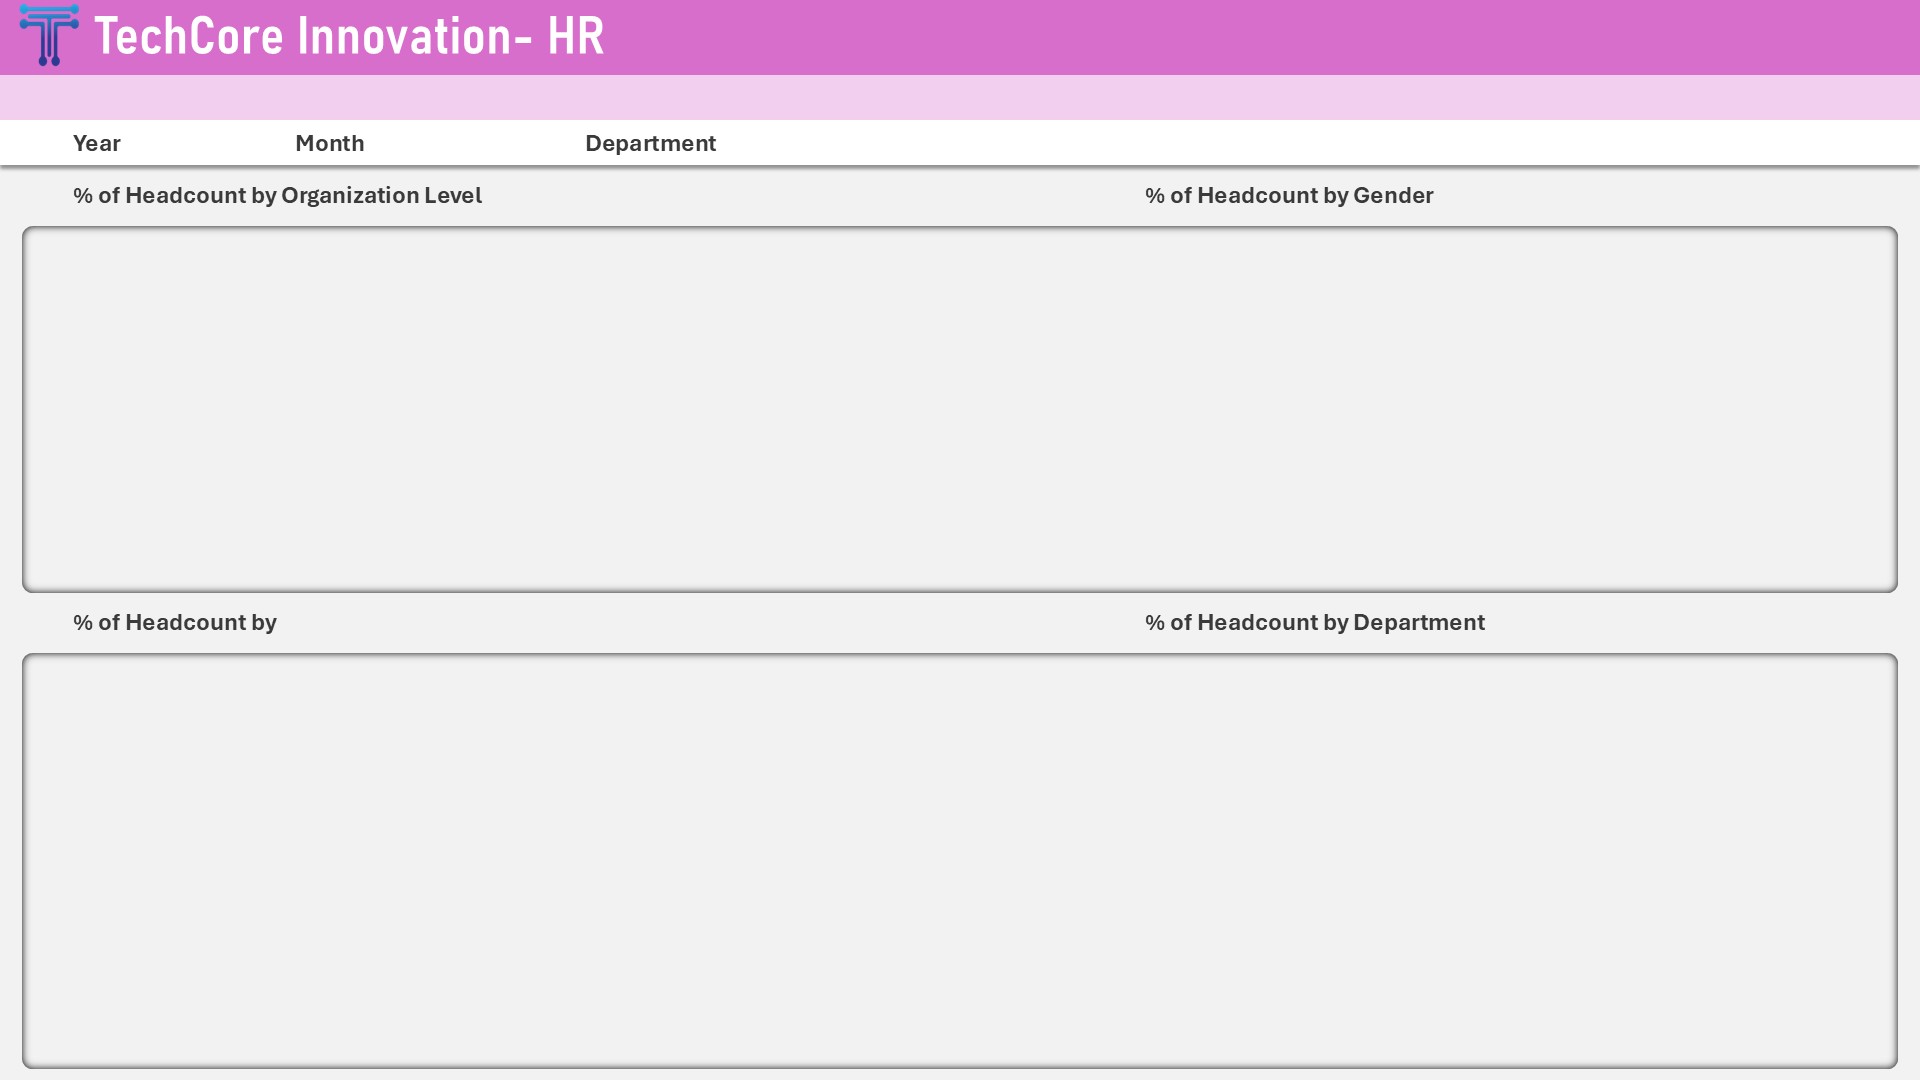 TechCore Innovation- HR
Year Month Department
% of Headcount by Organization Level
% of Headcount by Gender
% of Headcount by
% of Headcount by Department